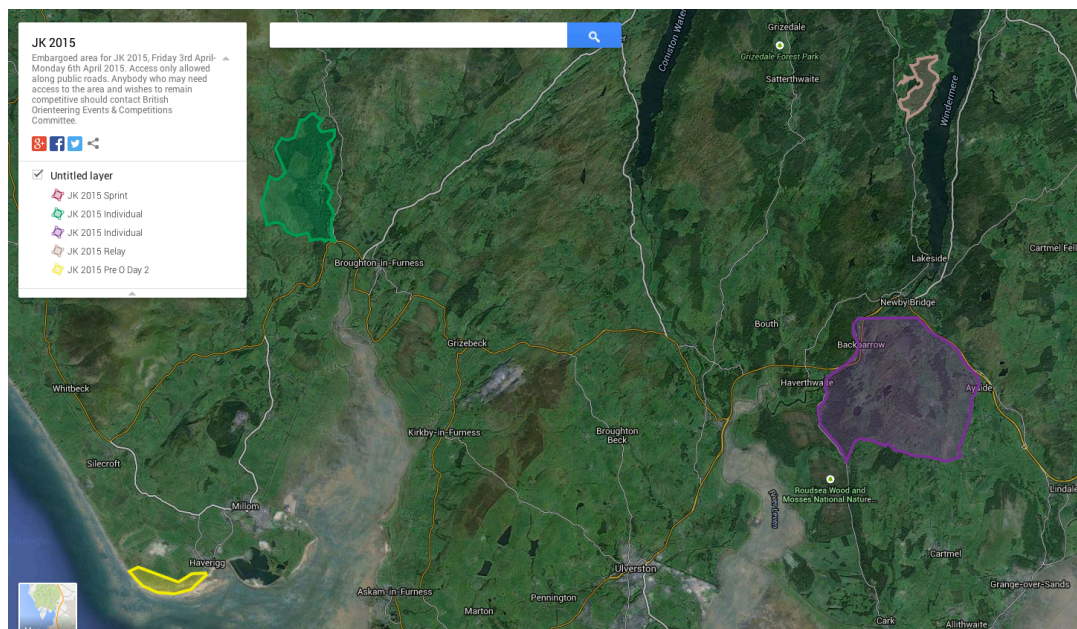 JK 2015
Embargoed area for JK 2015, Friday 3rd April-
Monday 6th April 2015. Access only allowed
along public roads. Anybody who may need
access to the area and wishes to remain
competitive should contact British
Orienteering Events & Competitions
Committee.
Untitled layer
JK 2015 Sprint
JK 2015 Individual
JK 2015 Individual
JK 2015 Relay
JK 2015 Pre O Day 2
Coniston Water
Grizedale
Grizedale Forest Park
Satterthwaite
Windermere
Cartmel Fell
Lakeside
Broughton-in-Furness
Newby Bridge
Bouth
Grizebeck
Backbarrow
Whitbeck
Haverthwaite
Ayside
Kirkby-in-Furness
Broughton
Beck
Silecroft
Roudsea Wood and
Mosses National Nature...
Lindale
Millom
River Leven
Haverigg
Cartmel
Ulverston
Grange-over-Sands
Askam-in-Furness
Pennington
Marton
Cark
Allithwaite